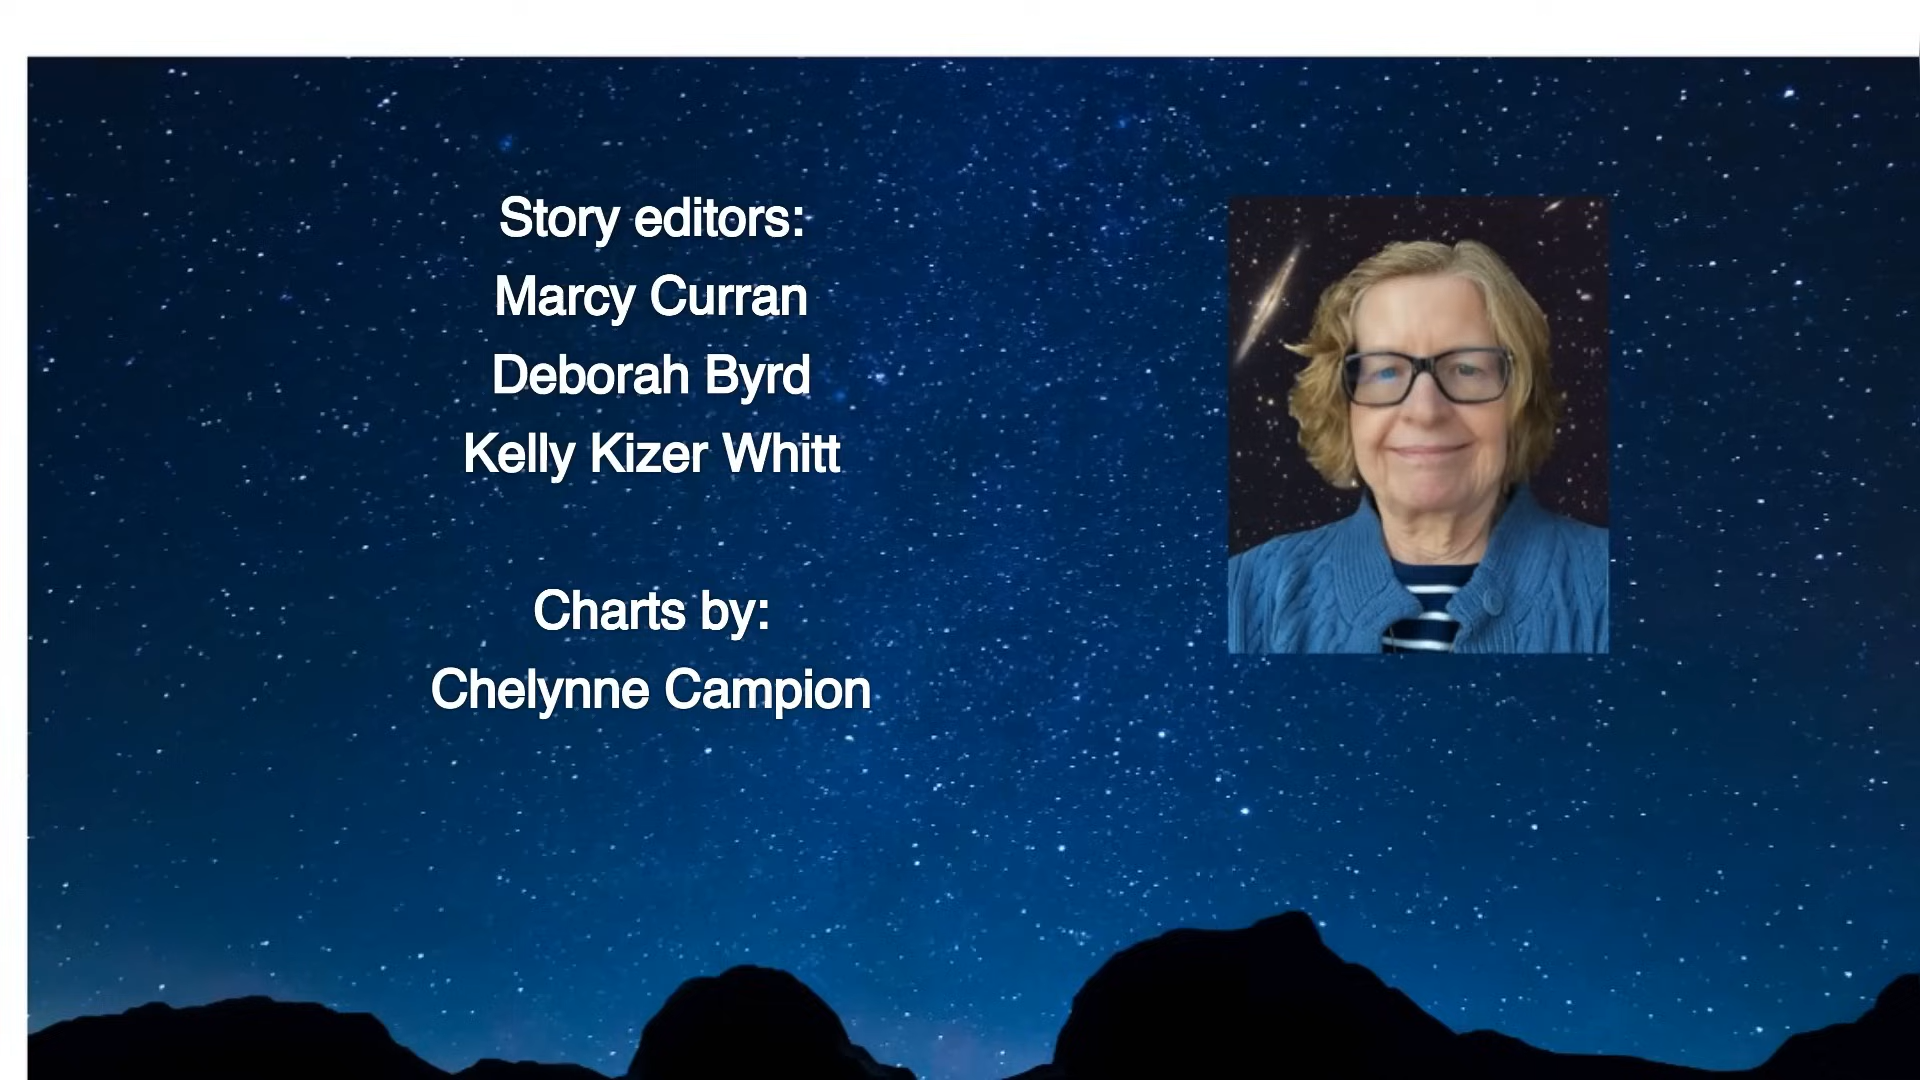 Story editors:
Marcy Curran
Deborah Byrd
Kelly Kizer Whitt
Charts by:
Chelynne Campion